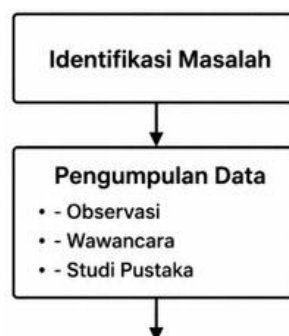 Identifikasi Masalah
Pengumpulan Data
• - Observasi
• - Wawancara
• - Studi Pustaka